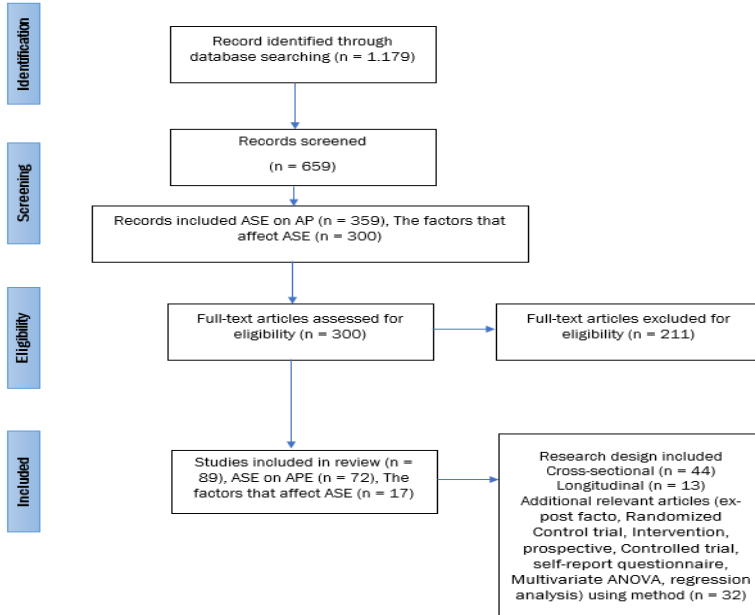 Identification
Record identified through
database searching (n = 1.179)
Screening
Records screened
(n = 659)
Records included ASE on AP (n = 359), The factors that
affect ASE (n = 300)
Eligibility
Full-text articles assessed for
eligibility (n = 300)
Full-text articles excluded for
eligibility (n = 211)
Included
Studies included in review (n =
89), ASE on APE (n = 72), The
factors that affect ASE (n = 17)
Research design included
Cross-sectional (n = 44)
Longitudinal (n = 13)
Additional relevant articles (ex-
post facto, Randomized
Control trial, Intervention,
prospective, Controlled trial,
self-report questionnaire,
Multivariate ANOVA, regression
analysis) using method (n = 32)